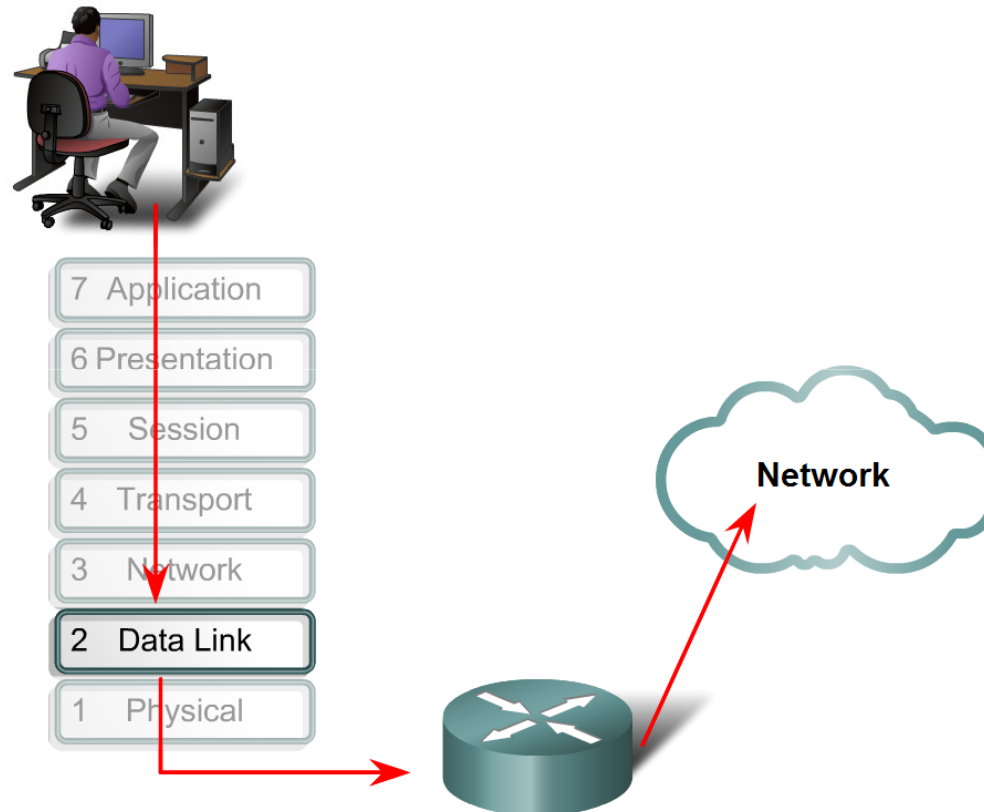 7 Application
6 Presentation
5 Session
4 Transport
3 Network
2 Data Link
1 Physical
Network